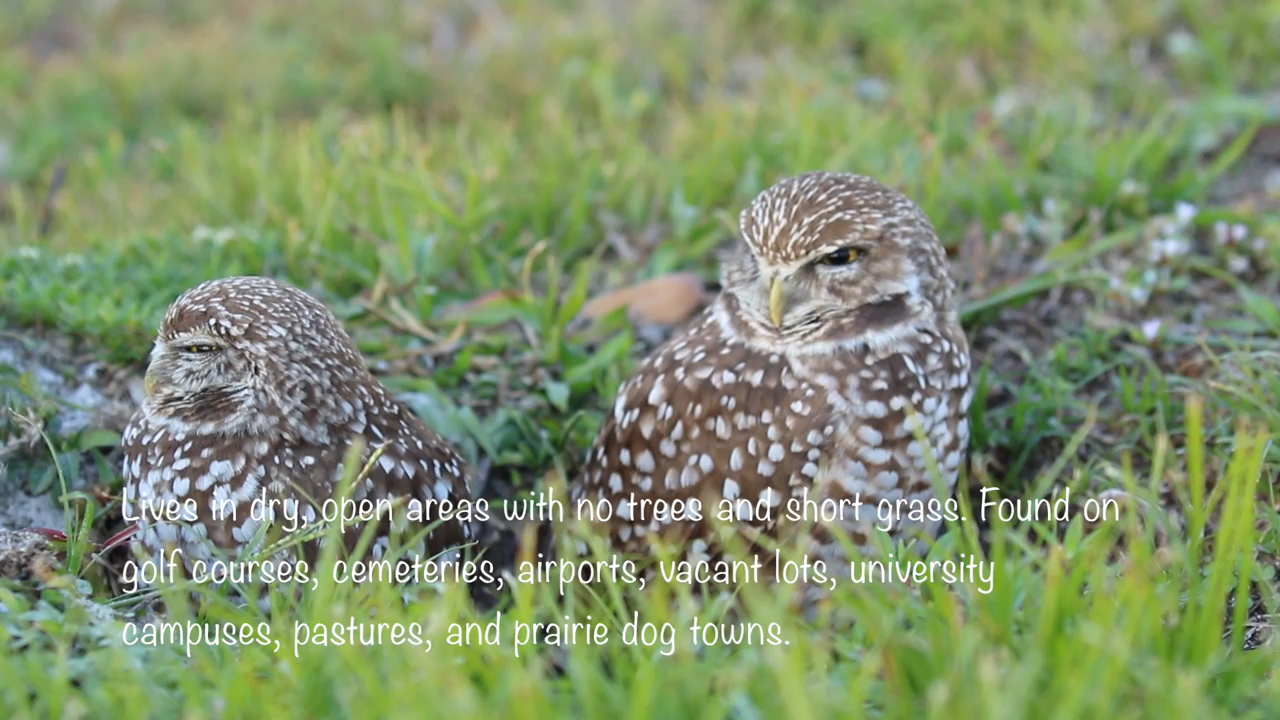 Lives in dry, open areas with no trees and short grass. Found on
golf courses, cemeteries, airports, vacant lots, university
campuses, pastures, and prairie dog towns.